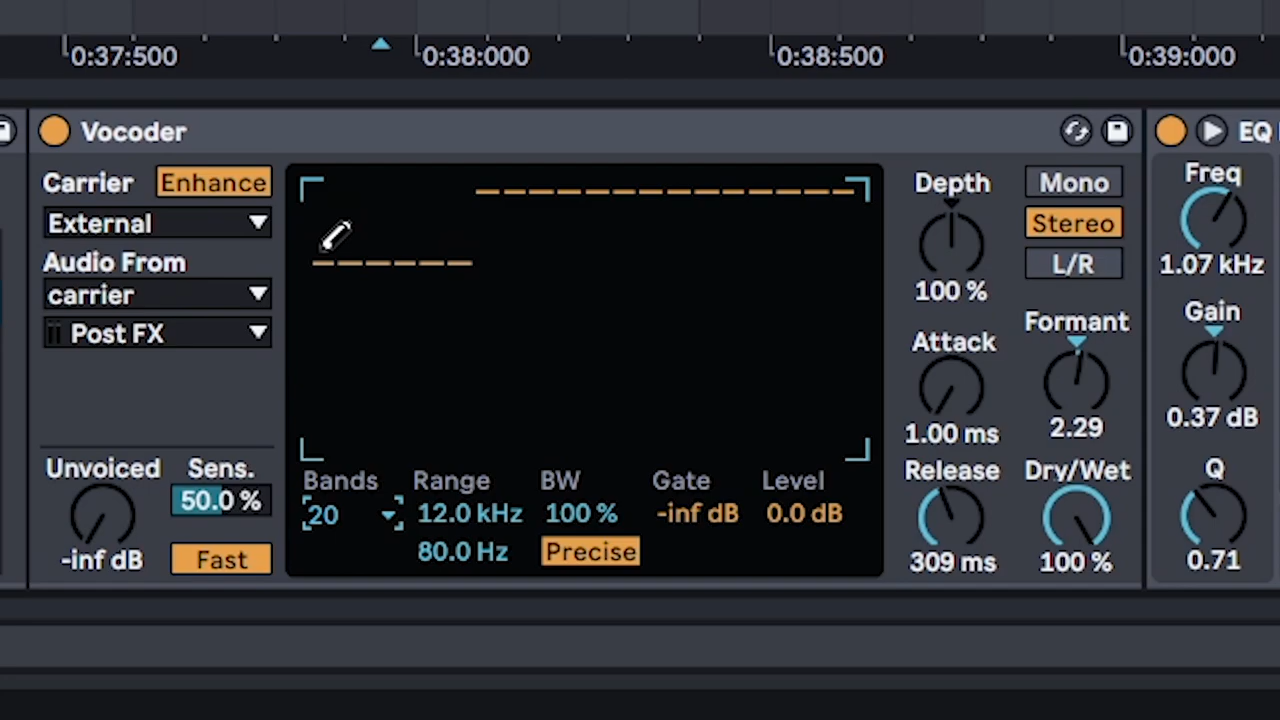 0:37:500 0:38:000 0:38:500 0:39:000
Vocoder
Carrier Enhance
External
Audio From
carrier
Post FX
Unvoiced Sens.
50.0 %
-inf dB Fast
Bands Range BW Gate Level
20 12.0 kHz 100 % -inf dB 0.0 dB
80.0 Hz Precise
Depth Mono
Stereo
100 % L/R
Attack Formant
1.00 ms 2.29
Release Dry/Wet
309 ms 100 %
EQ
Freq
1.07 kHz
Gain
0.37 dB
Q
0.71